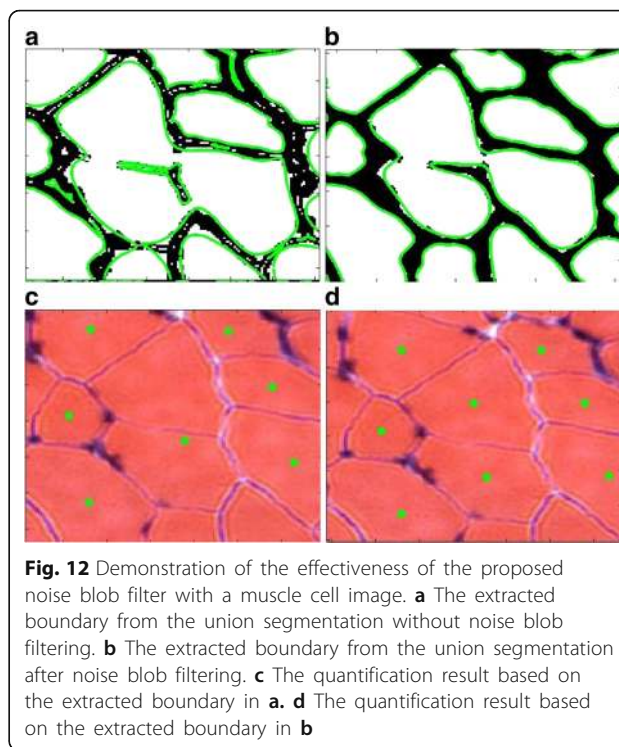 a
b
c
d
Fig. 12 Demonstration of the effectiveness of the proposed
noise blob filter with a muscle cell image. a The extracted
boundary from the union segmentation without noise blob
filtering. b The extracted boundary from the union segmentation
after noise blob filtering. c The quantification result based on
the extracted boundary in a. d The quantification result based
on the extracted boundary in b